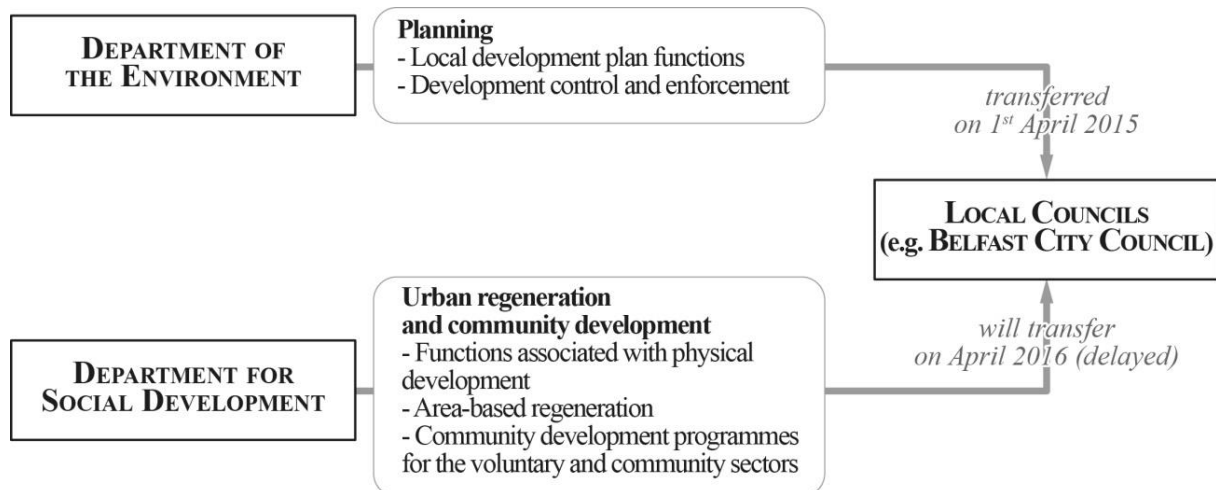 DEPARTMENT OF
THE ENVIRONMENT
Planning
- Local development plan functions
- Development control and enforcement
transferred
on 1st April 2015
LOCAL COUNCILS
(e.g. BELFAST CITY COUNCIL)
DEPARTMENT FOR
SOCIAL DEVELOPMENT
Urban regeneration
and community development
- Functions associated with physical
development
- Area-based regeneration
- Community development programmes
for the voluntary and community sectors
will transfer
on April 2016 (delayed)